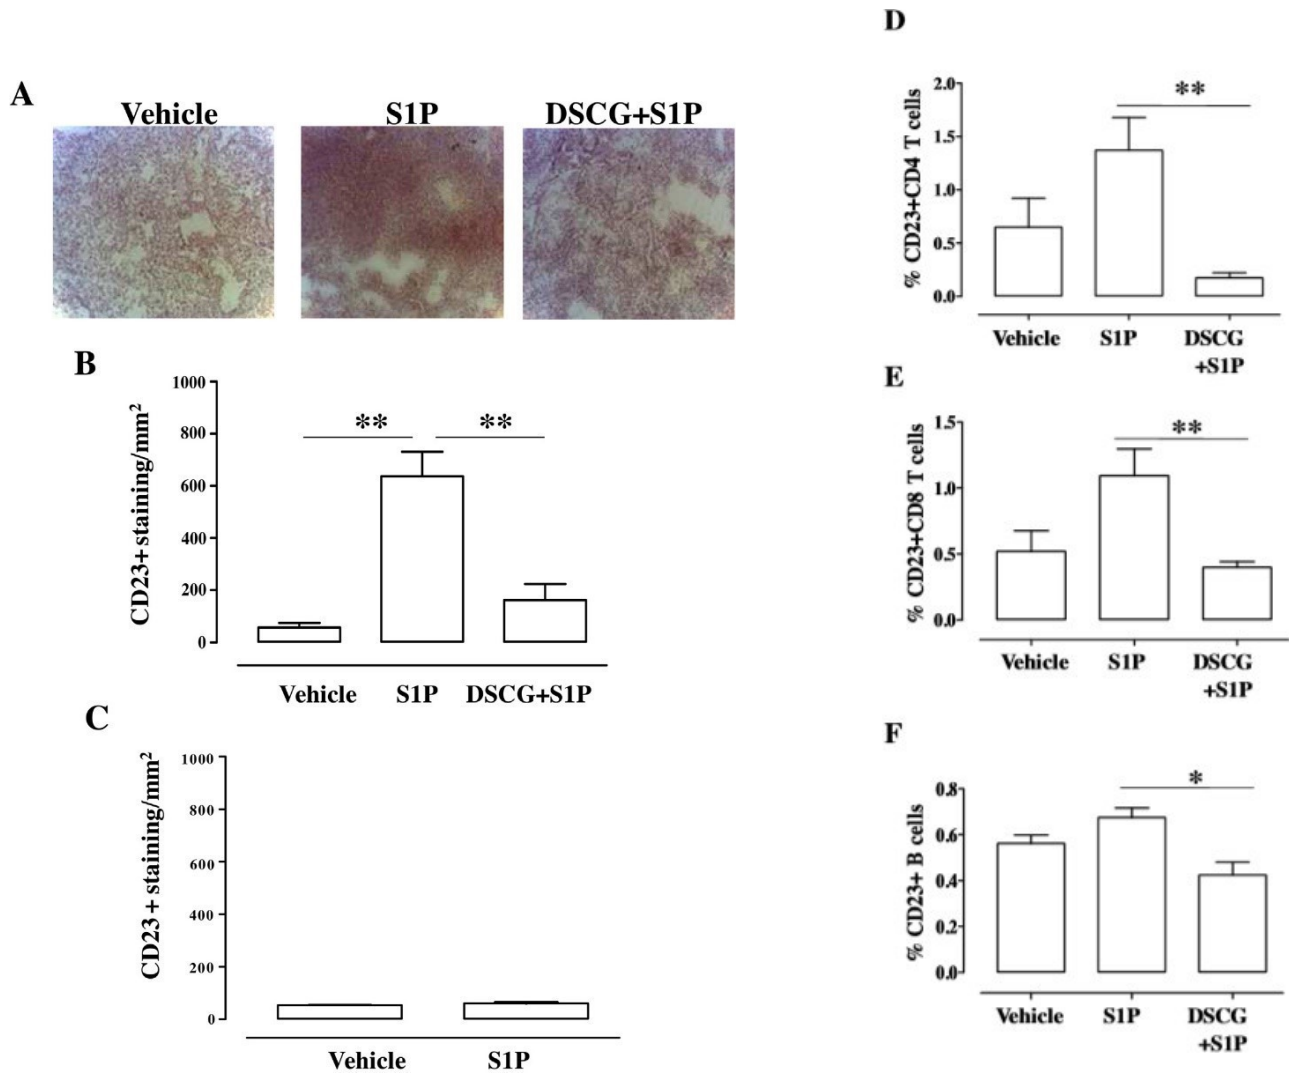 A
Vehicle S1P DSCG+S1P
B
CD23+ staining/mm2
1000
800
600
400
200
0
** **
Vehicle S1P DSCG+S1P
C
CD23+ staining/mm2
1000
800
600
400
200
0
Vehicle S1P
D
% CD23+CD4 T cells
2.0
1.5
1.0
0.5
0.0
**
Vehicle S1P DSCG
+S1P
E
% CD23+CD8 T cells
1.5
1.0
0.5
0.0
**
Vehicle S1P DSCG
+S1P
F
% CD23+ B cells
0.8
0.6
0.4
0.2
0.0
*
Vehicle S1P DSCG
+S1P